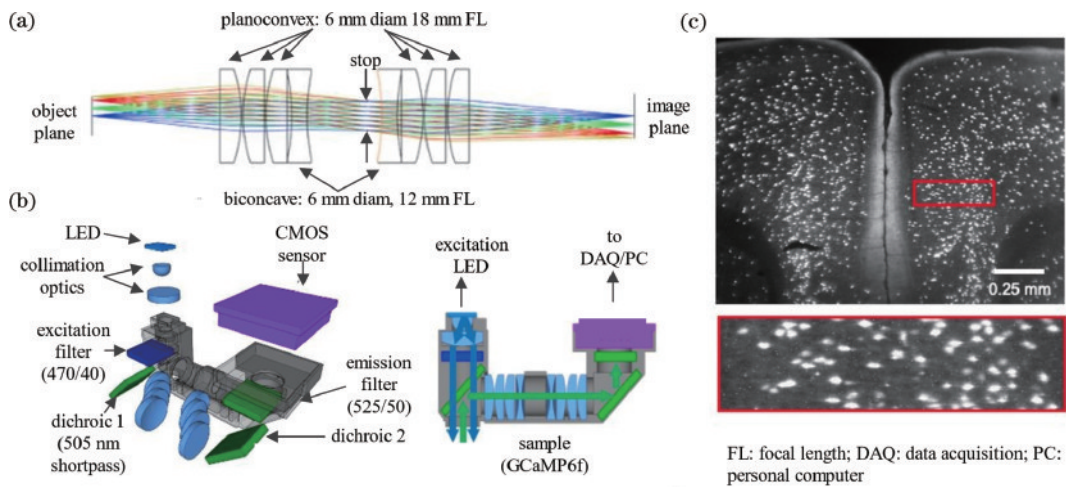 (a)
planoconvex: 6 mm diam 18 mm FL
stop
object
plane
image
plane
biconcave: 6 mm diam, 12 mm FL
(b)
LED
collimation
optics
excitation
filter
(470/40)
dichroic 1
(505 nm
shortpass)
CMOS
sensor
emission
filter
(525/50)
dichroic 2
excitation
LED
to
DAQ/PC
sample
(GCaMP6f)
(c)
0.25 mm
FL: focal length; DAQ: data acquisition; PC:
personal computer